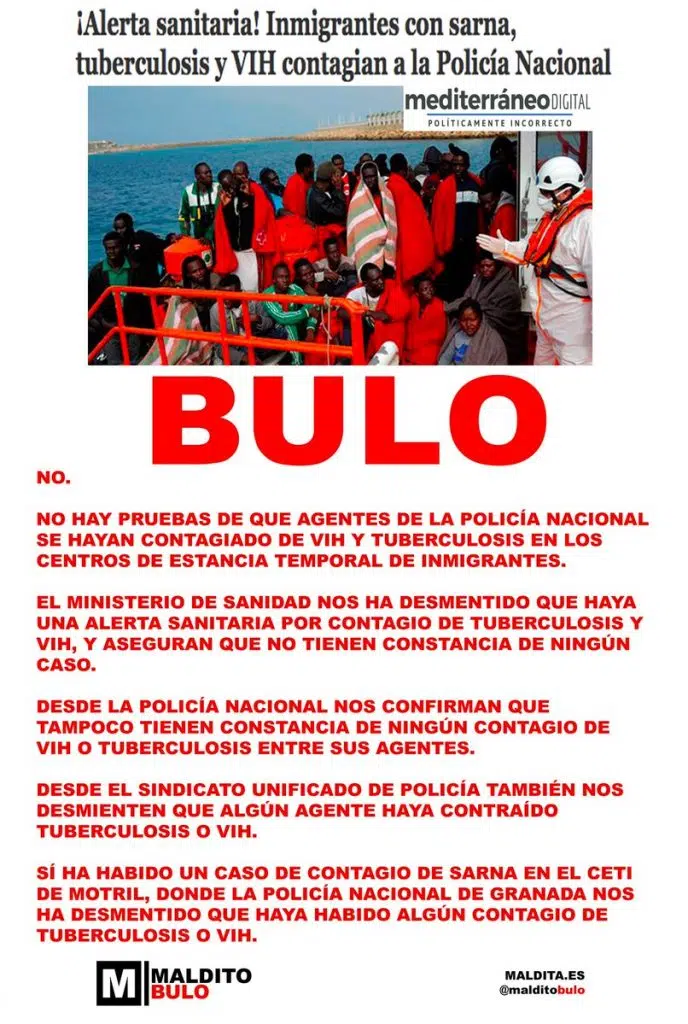 ¡Alerta sanitaria! Inmigrantes con sarna,
tuberculosis y VIH contagian a la Policía Nacional
mediterráneoDIGITAL
POLÍTICAMENTE INCORRECTO
BULO
NO.
NO HAY PRUEBAS DE QUE AGENTES DE LA POLICÍA NACIONAL
SE HAYAN CONTAGIADO DE VIH Y TUBERCULOSIS EN LOS
CENTROS DE ESTANCIA TEMPORAL DE INMIGRANTES.
EL MINISTERIO DE SANIDAD NOS HA DESMENTIDO QUE HAYA
UNA ALERTA SANITARIA POR CONTAGIO DE TUBERCULOSIS Y
VIH, Y ASEGURAN QUE NO TIENEN CONSTANCIA DE NINGÚN
CASO.
DESDE LA POLICÍA NACIONAL NOS CONFIRMAN QUE
TAMPOCO TIENEN CONSTANCIA DE NINGÚN CONTAGIO DE
VIH O TUBERCULOSIS ENTRE SUS AGENTES.
DESDE EL SINDICATO UNIFICADO DE POLICÍA TAMBIÉN NOS
DESMIENTEN QUE ALGÚN AGENTE HAYA CONTRAÍDO
TUBERCULOSIS O VIH.
SÍ HA HABIDO UN CASO DE CONTAGIO DE SARNA EN EL CETI
DE MOTRIL, DONDE LA POLICÍA NACIONAL DE GRANADA NOS
HA DESMENTIDO QUE HAYA HABIDO ALGÚN CONTAGIO DE
TUBERCULOSIS O VIH.
M MALDITO
BULO
MALDITA.ES
@malditobulo